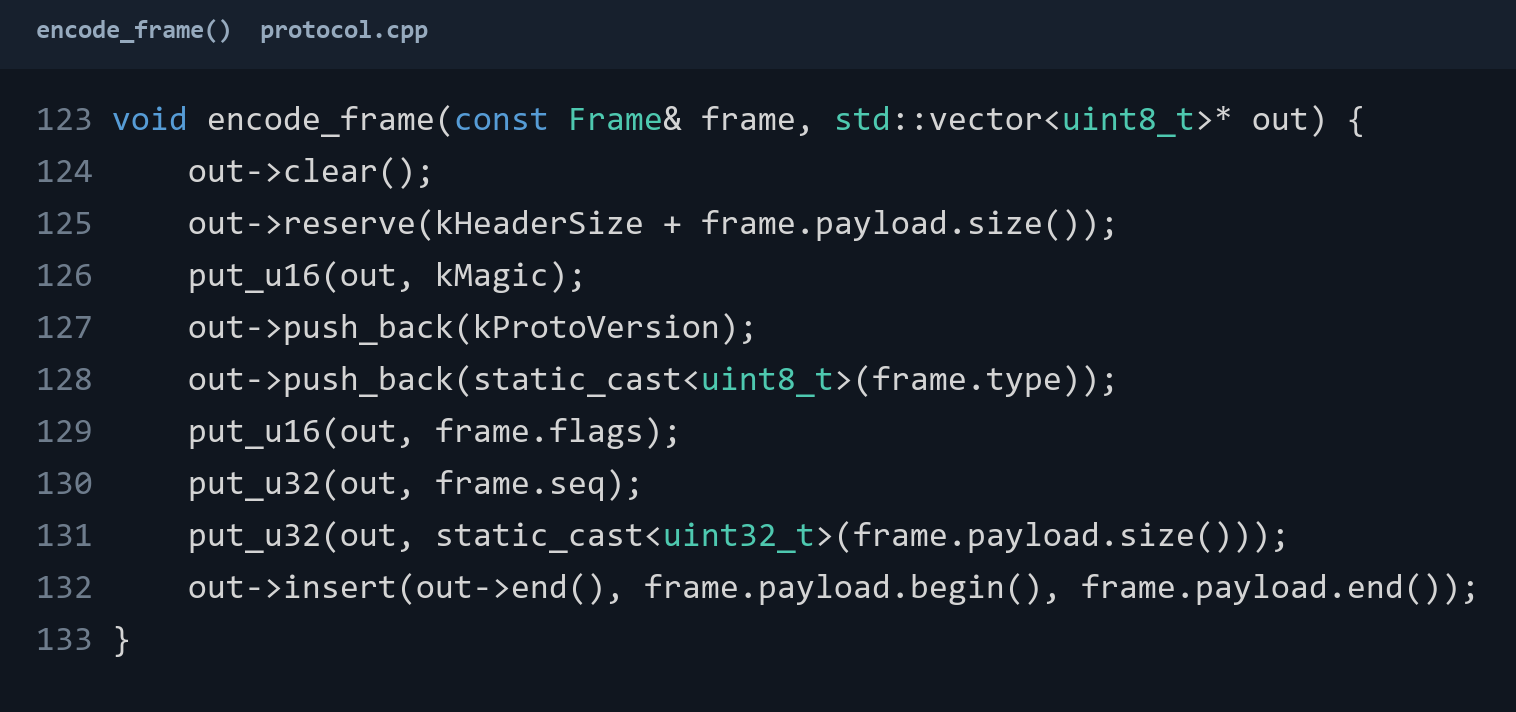 encode_frame()  protocol.cpp
123 void encode_frame(const Frame& frame, std::vector<uint8_t>* out) {
124     out->clear();
125     out->reserve(kHeaderSize + frame.payload.size());
126     put_u16(out, kMagic);
127     out->push_back(kProtoVersion);
128     out->push_back(static_cast<uint8_t>(frame.type));
129     put_u16(out, frame.flags);
130     put_u32(out, frame.seq);
131     put_u32(out, static_cast<uint32_t>(frame.payload.size()));
132     out->insert(out->end(), frame.payload.begin(), frame.payload.end());
133 }